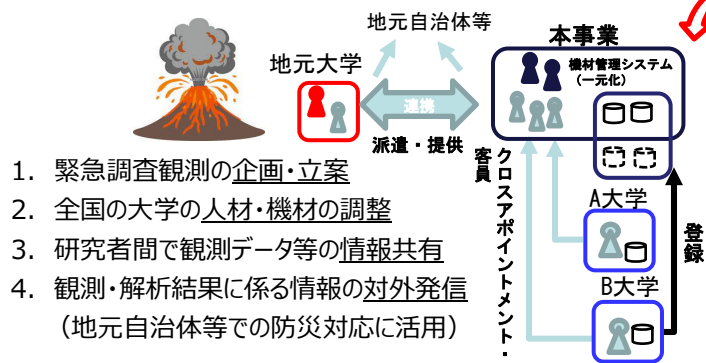 地元自治体等
本事業
地元大学
機材管理システム
（一元化）
連携
派遣・提供
クロスアポイントメント・
客員
A大学
登録
B大学
1. 緊急調査観測の企画・立案
2. 全国の大学の人材・機材の調整
3. 研究者間で観測データ等の情報共有
4. 観測・解析結果に係る情報の対外発信
（地元自治体等での防災対応に活用）